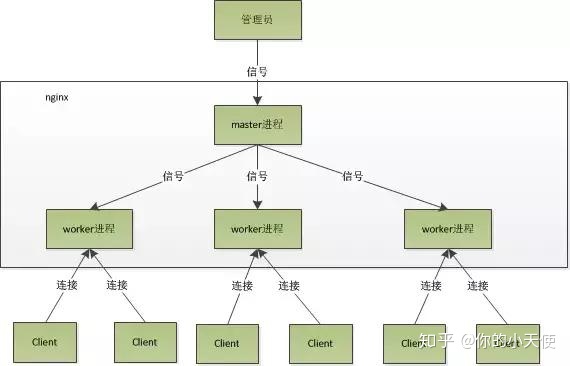 管理员
信号
nginx
master进程
信号 信号 信号
worker进程 worker进程 worker进程
连接 连接 连接 连接 连接 连接
Client Client Client Client Client Client
知乎 @你的小天使